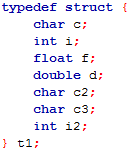 typedef struct {
    char c;
    int i;
    float f;
    double d;
    char c2;
    char c3;
    int i2;
} t1;